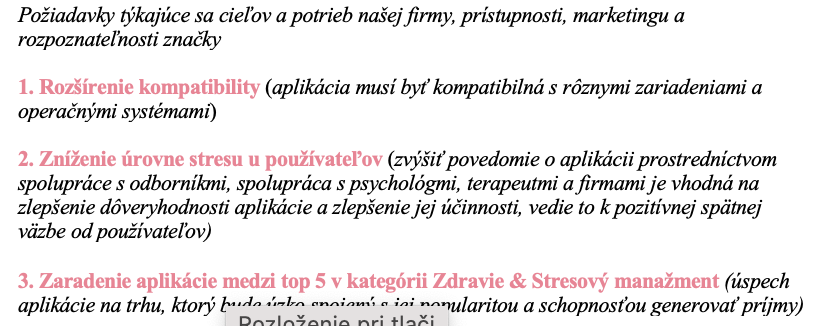 Požiadavky týkajúce sa cieľov a potrieb našej firmy, prístupnosti, marketingu a
rozpoznateľnosti značky
1. Rozšírenie kompatibility (aplikácia musí byť kompatibilná s rôznymi zariadeniami a
operačnými systémami)
2. Zníženie úrovne stresu u používateľov (zvýšiť povedomie o aplikácii prostredníctvom
spolupráce s odborníkmi, spolupráca s psychológmi, terapeutmi a firmami je vhodná na
zlepšenie dôveryhodnosti aplikácie a zlepšenie jej účinnosti, vedie to k pozitívnej spätnej
väzbe od používateľov)
3. Zaradenie aplikácie medzi top 5 v kategórii Zdravie & Stresový manažment (úspech
aplikácie na trhu, ktorý bude úzko spojený s jej popularitou a schopnosťou generovať príjmy)
Rozloženie pri tlači